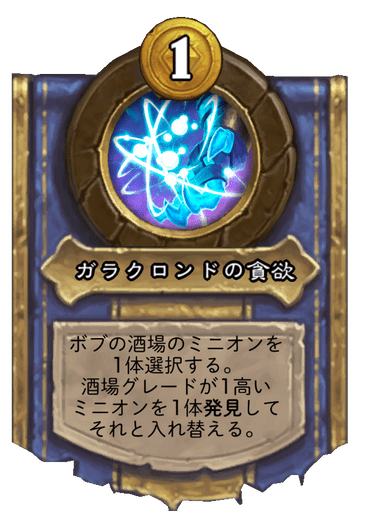 1
ガラクロンドの貪欲
ボブの酒場のミニオンを
1体選択する。
酒場グレードが1高い
ミニオンを1体発見して
それと入れ替える。